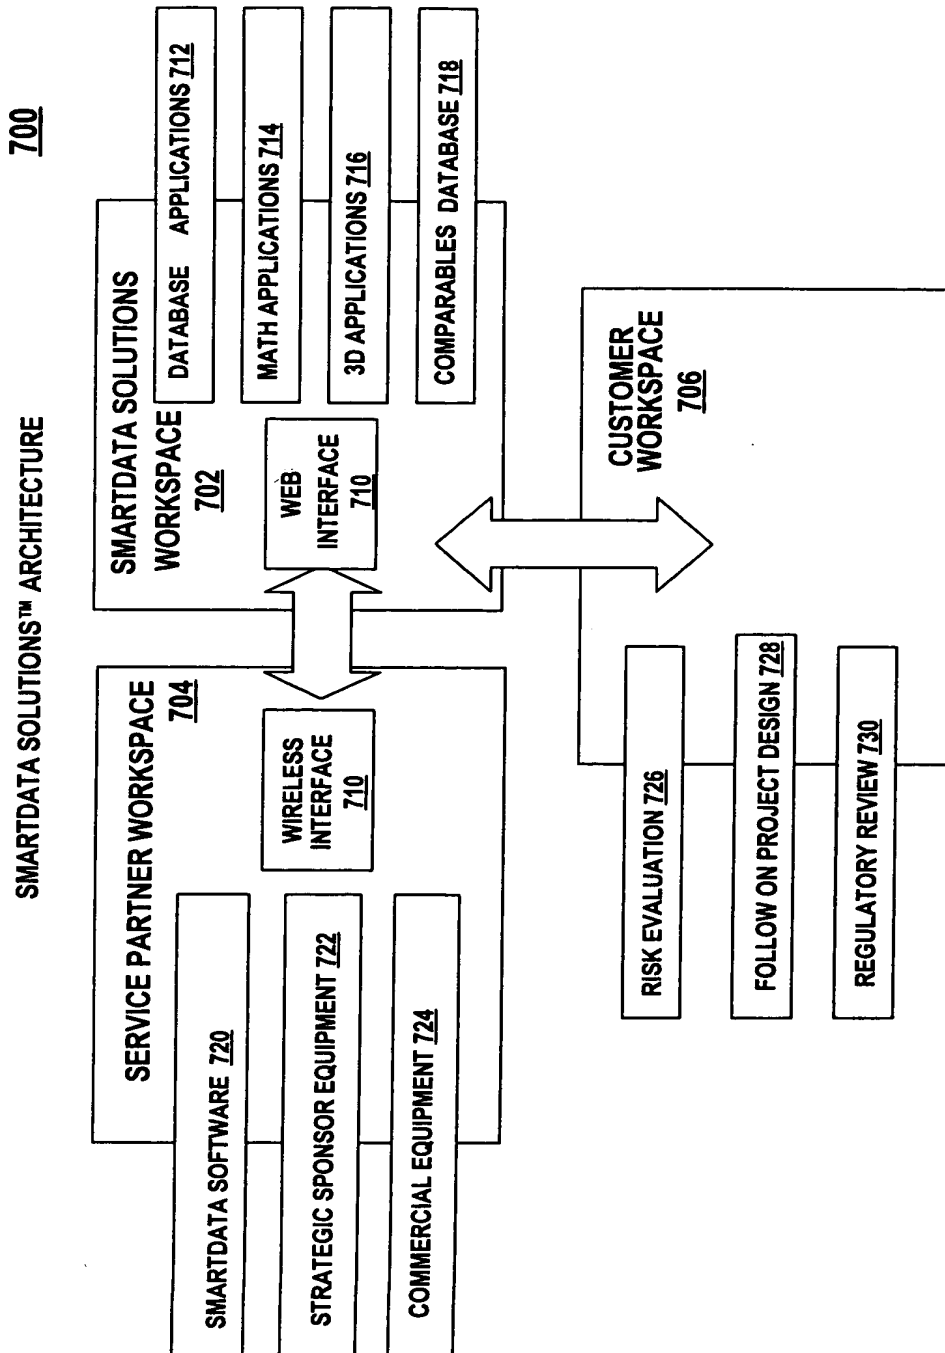 SMARTDATA SOLUTIONS™ ARCHITECTURE
700
SERVICE PARTNER WORKSPACE
704
SMARTDATA SOFTWARE 720
STRATEGIC SPONSOR EQUIPMENT 722
COMMERCIAL EQUIPMENT 724
WIRELESS
INTERFACE
710
SMARTDATA SOLUTIONS
WORKSPACE
702
WEB
INTERFACE
710
DATABASE APPLICATIONS 712
MATH APPLICATIONS 714
3D APPLICATIONS 716
COMPARABLES DATABASE 718
CUSTOMER
WORKSPACE
706
RISK EVALUATION 726
FOLLOW ON PROJECT DESIGN 728
REGULATORY REVIEW 730